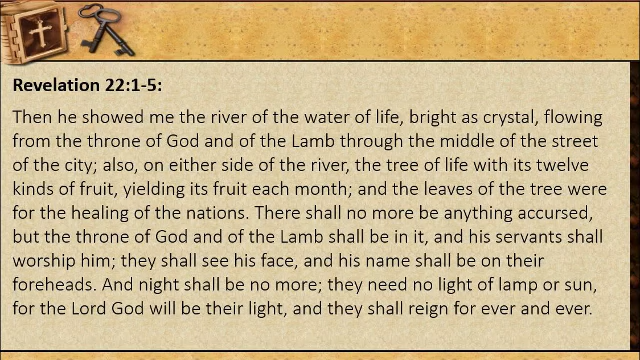 Revelation 22:1-5:
Then he showed me the river of the water of life, bright as crystal, flowing
from the throne of God and of the Lamb through the middle of the street
of the city; also, on either side of the river, the tree of life with its twelve
kinds of fruit, yielding its fruit each month; and the leaves of the tree were
for the healing of the nations. There shall no more be anything accursed,
but the throne of God and of the Lamb shall be in it, and his servants shall
worship him; they shall see his face, and his name shall be on their
foreheads. And night shall be no more; they need no light of lamp or sun,
for the Lord God will be their light, and they shall reign for ever and ever.